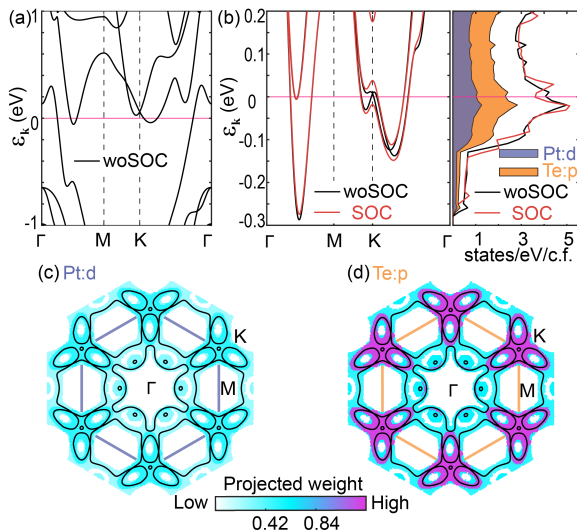 (a)
1
0
-1
ε_k (eV)
woSOC
Γ M K Γ
(b)
0.2
0.1
0
-0.1
-0.2
-0.3
ε_k (eV)
woSOC
SOC
Γ M K Γ
Pt:d
Te:p
woSOC
SOC
1 3 5
states/eV/c.f.
(c) Pt:d
K
Γ
M
(d) Te:p
K
Γ
M
Projected weight
Low High
0.42 0.84